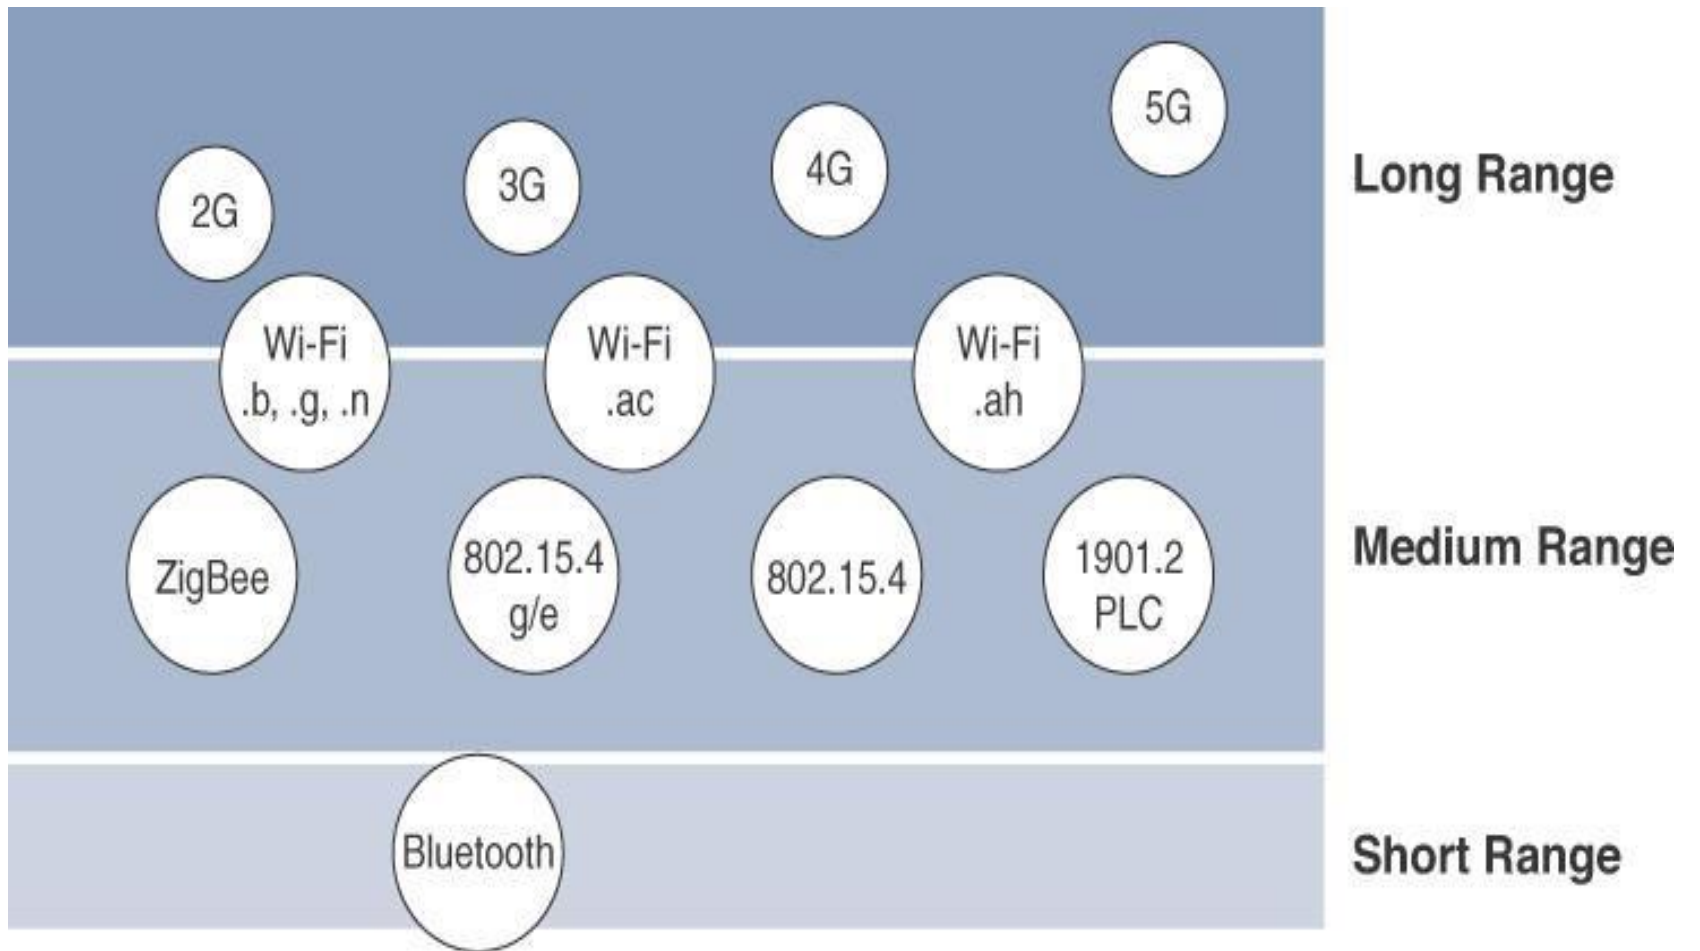 5G
4G
3G
2G
Long Range
Wi-Fi
.b, .g, .n
Wi-Fi
.ac
Wi-Fi
.ah
ZigBee
802.15.4
g/e
802.15.4
1901.2
PLC
Medium Range
Bluetooth
Short Range